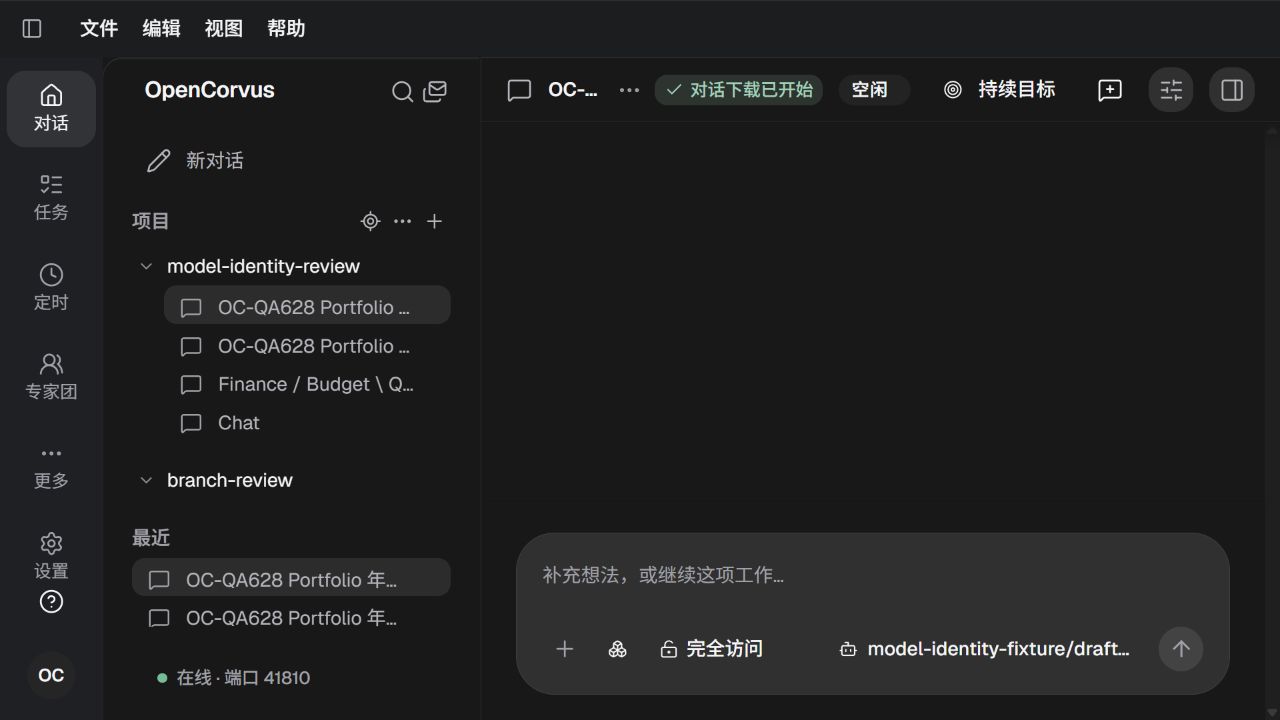 文件 编辑 视图 帮助
对话
任务
定时
专家团
更多
设置
OC
OpenCorvus
新对话
项目
model-identity-review
OC-QA628 Portfolio ...
OC-QA628 Portfolio ...
Finance / Budget \ Q...
Chat
branch-review
最近
OC-QA628 Portfolio 年...
OC-QA628 Portfolio 年...
在线 · 端口 41810
OC-... 对话下载已开始 空闲 持续目标
补充想法，或继续这项工作...
完全访问 model-identity-fixture/draft...